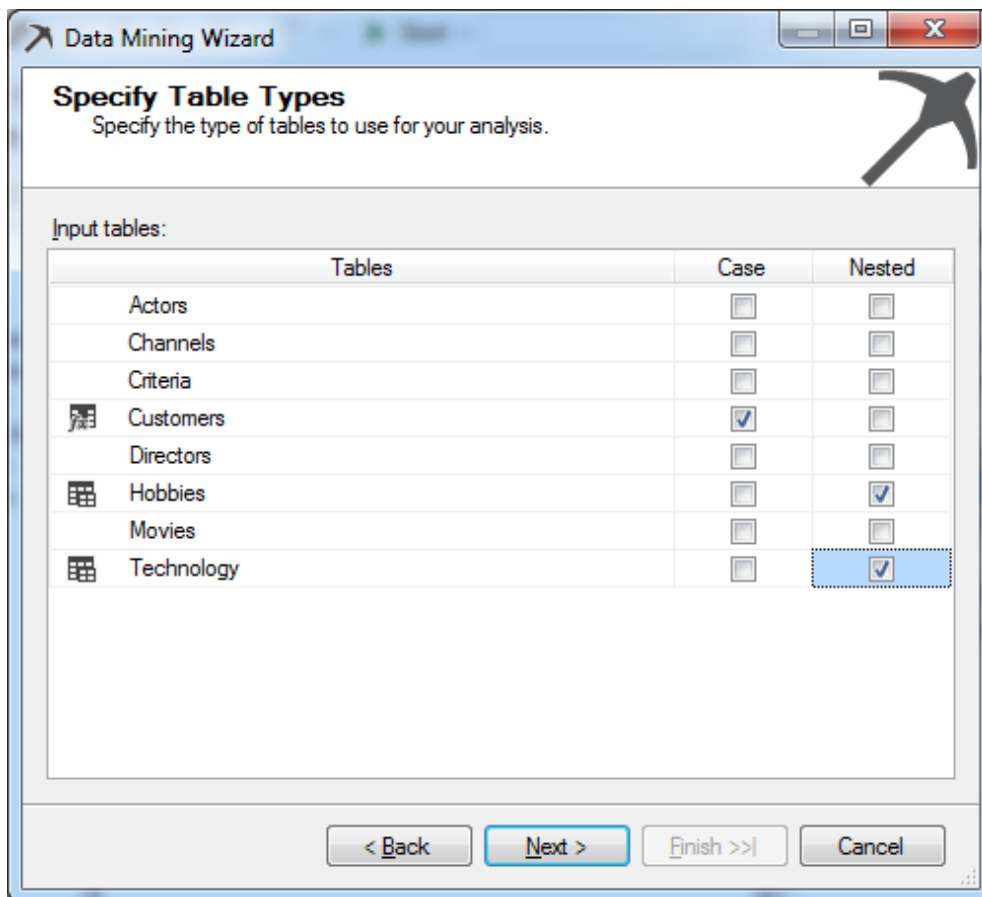 Data Mining Wizard
Specify Table Types
Specify the type of tables to use for your analysis.
Input tables:
Tables Case Nested
Actors
Channels
Criteria
Customers
Directors
Hobbies
Movies
Technology
< Back Next > Finish >>| Cancel